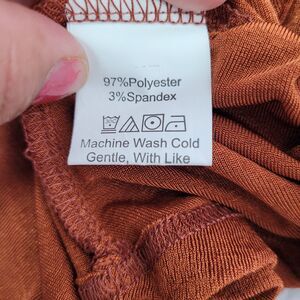 97%Polyester
3%Spandex
Machine Wash Cold
Gentle, With Like